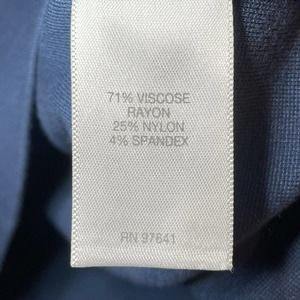 71% VISCOSE
RAYON
25% NYLON
4% SPANDEX
RN 97641